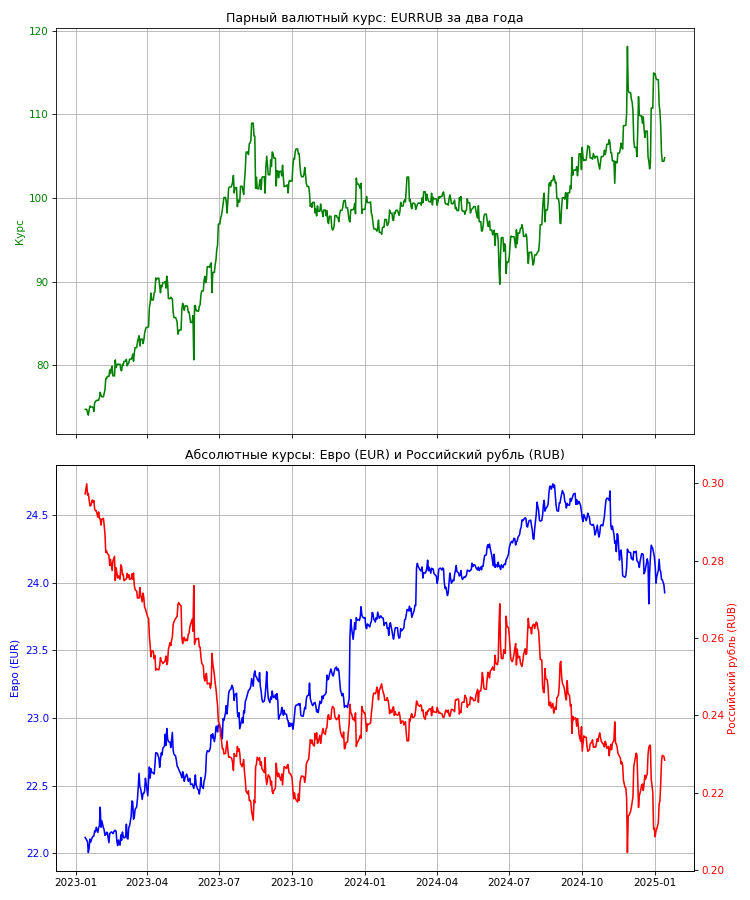 Парный валютный курс: EURRUB за два года
120
110
100
90
80
Курс
Абсолютные курсы: Евро (EUR) и Российский рубль (RUB)
24.5
24.0
23.5
23.0
22.5
22.0
Евро (EUR)
0.30
0.28
0.26
0.24
0.22
0.20
Российский рубль (RUB)
2023-01 2023-04 2023-07 2023-10 2024-01 2024-04 2024-07 2024-10 2025-01